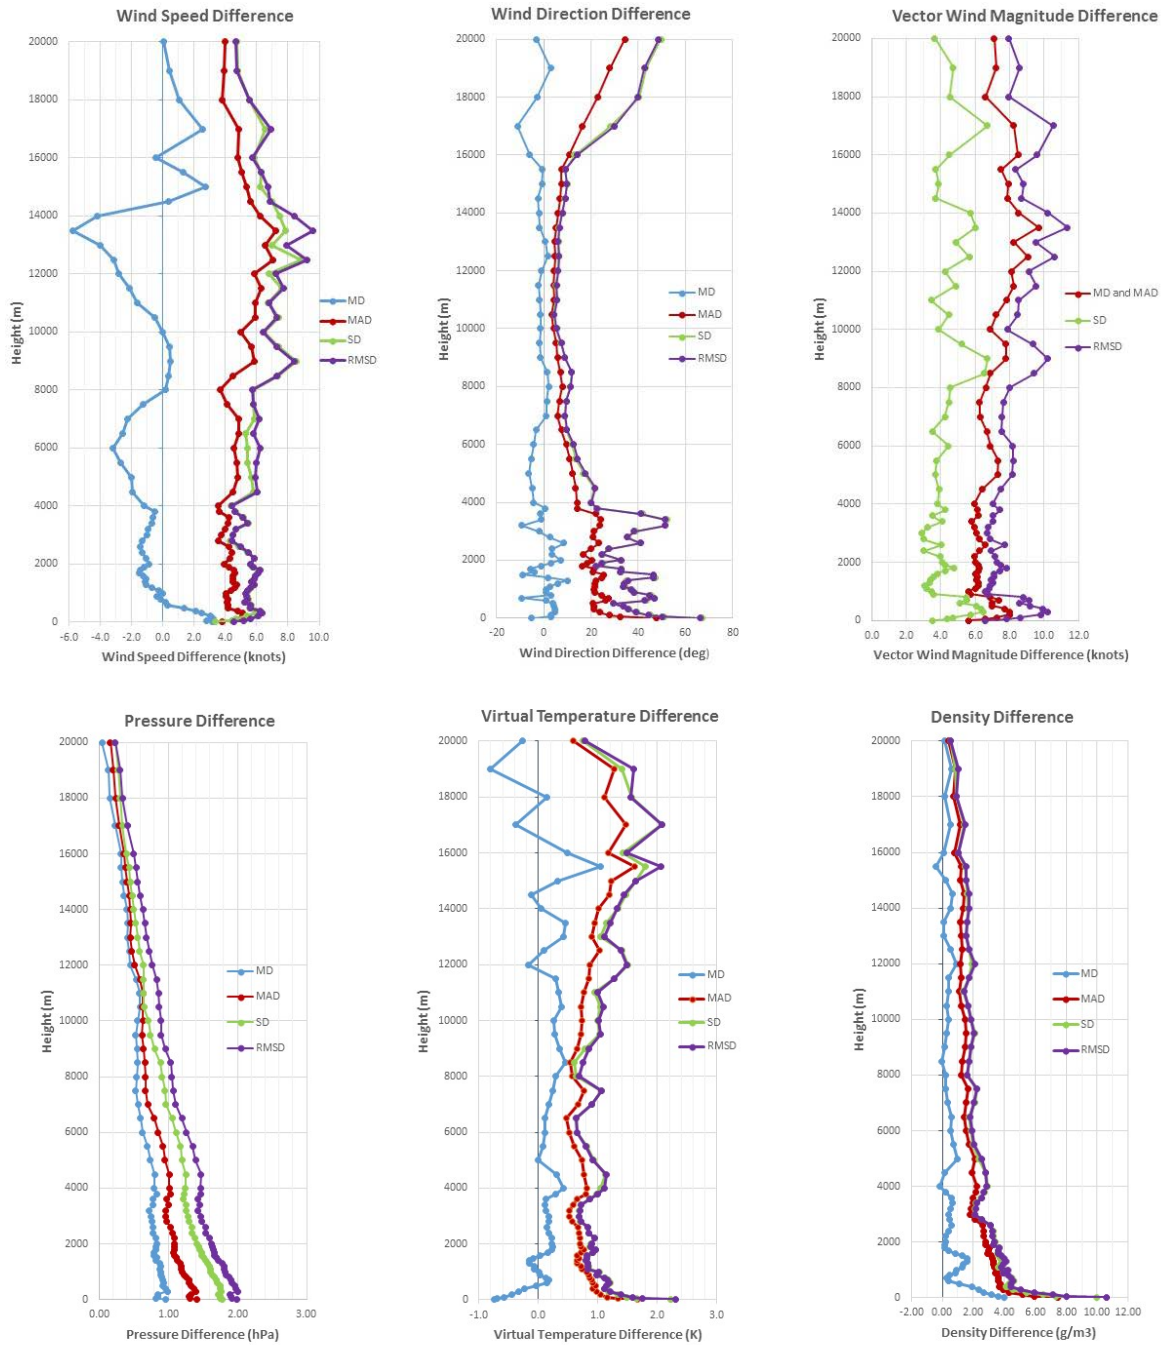 Wind Speed Difference
20000
18000
16000
14000
12000
10000
8000
6000
4000
2000
0
Height (m)
-6.0 -4.0 -2.0 0.0 2.0 4.0 6.0 8.0 10.0
Wind Speed Difference (knots)
MD
MAD
SD
RMSD
Wind Direction Difference
20000
18000
16000
14000
12000
10000
8000
6000
4000
2000
0
Height (m)
-20 0 20 40 60 80
Wind Direction Difference (deg)
MD
MAD
SD
RMSD
Vector Wind Magnitude Difference
20000
18000
16000
14000
12000
10000
8000
6000
4000
2000
0
Height (m)
0.0 2.0 4.0 6.0 8.0 10.0 12.0
Vector Wind Magnitude Difference (knots)
MD and MAD
SD
RMSD
Pressure Difference
20000
18000
16000
14000
12000
10000
8000
6000
4000
2000
0
Height (m)
0.00 1.00 2.00 3.00
Pressure Difference (hPa)
MD
MAD
SD
RMSD
Virtual Temperature Difference
20000
18000
16000
14000
12000
10000
8000
6000
4000
2000
0
Height (m)
-1.0 0.0 1.0 2.0 3.0
Virtual Temperature Difference (K)
MD
MAD
SD
RMSD
Density Difference
20000
18000
16000
14000
12000
10000
8000
6000
4000
2000
0
Height (m)
-2.00 0.00 2.00 4.00 6.00 8.00 10.00 12.00
Density Difference (g/m3)
MD
MAD
SD
RMSD